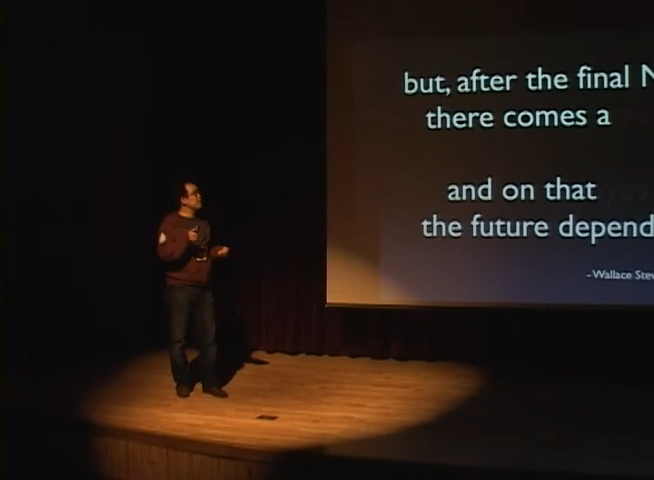 but, after the final N
there comes a
and on that
the future depend
- Wallace Stev